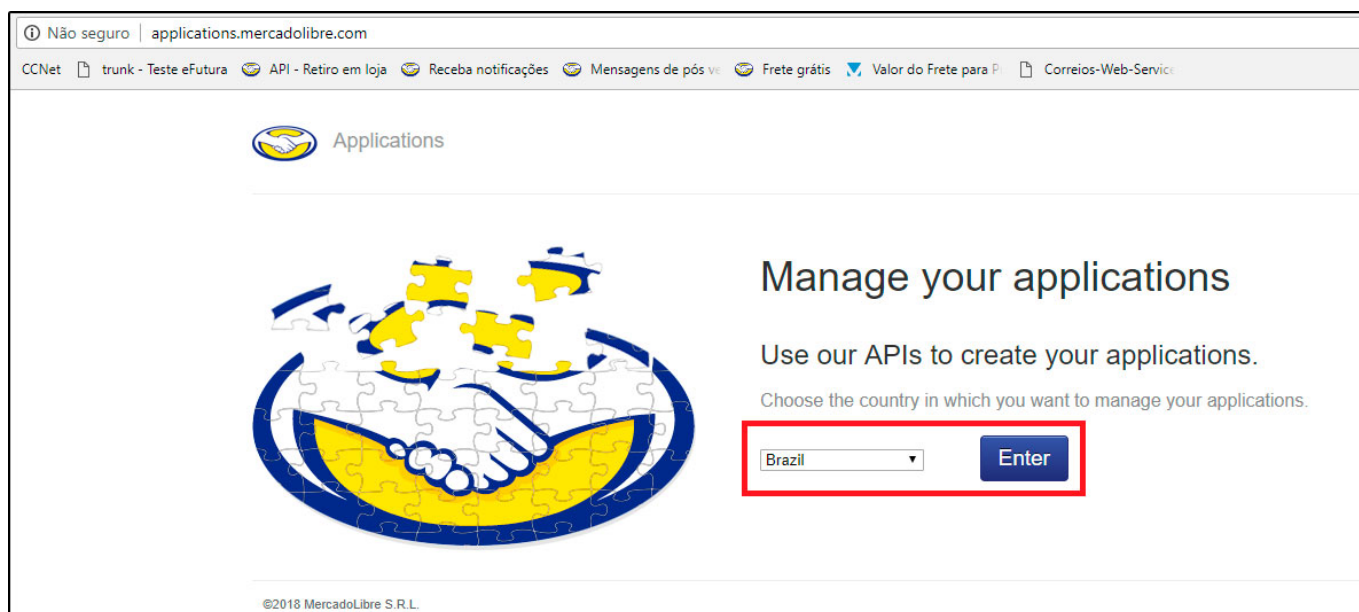 Não seguro | applications.mercadolibre.com
CCNet trunk - Teste eFutura API - Retiro em loja Receba notificações Mensagens de pós Frete grátis Valor do Frete para Correios-Web-Servic
Applications
Manage your applications
Use our APIs to create your applications.
Choose the country in which you want to manage your applications.
Brazil Enter
©2018 MercadoLibre S.R.L.